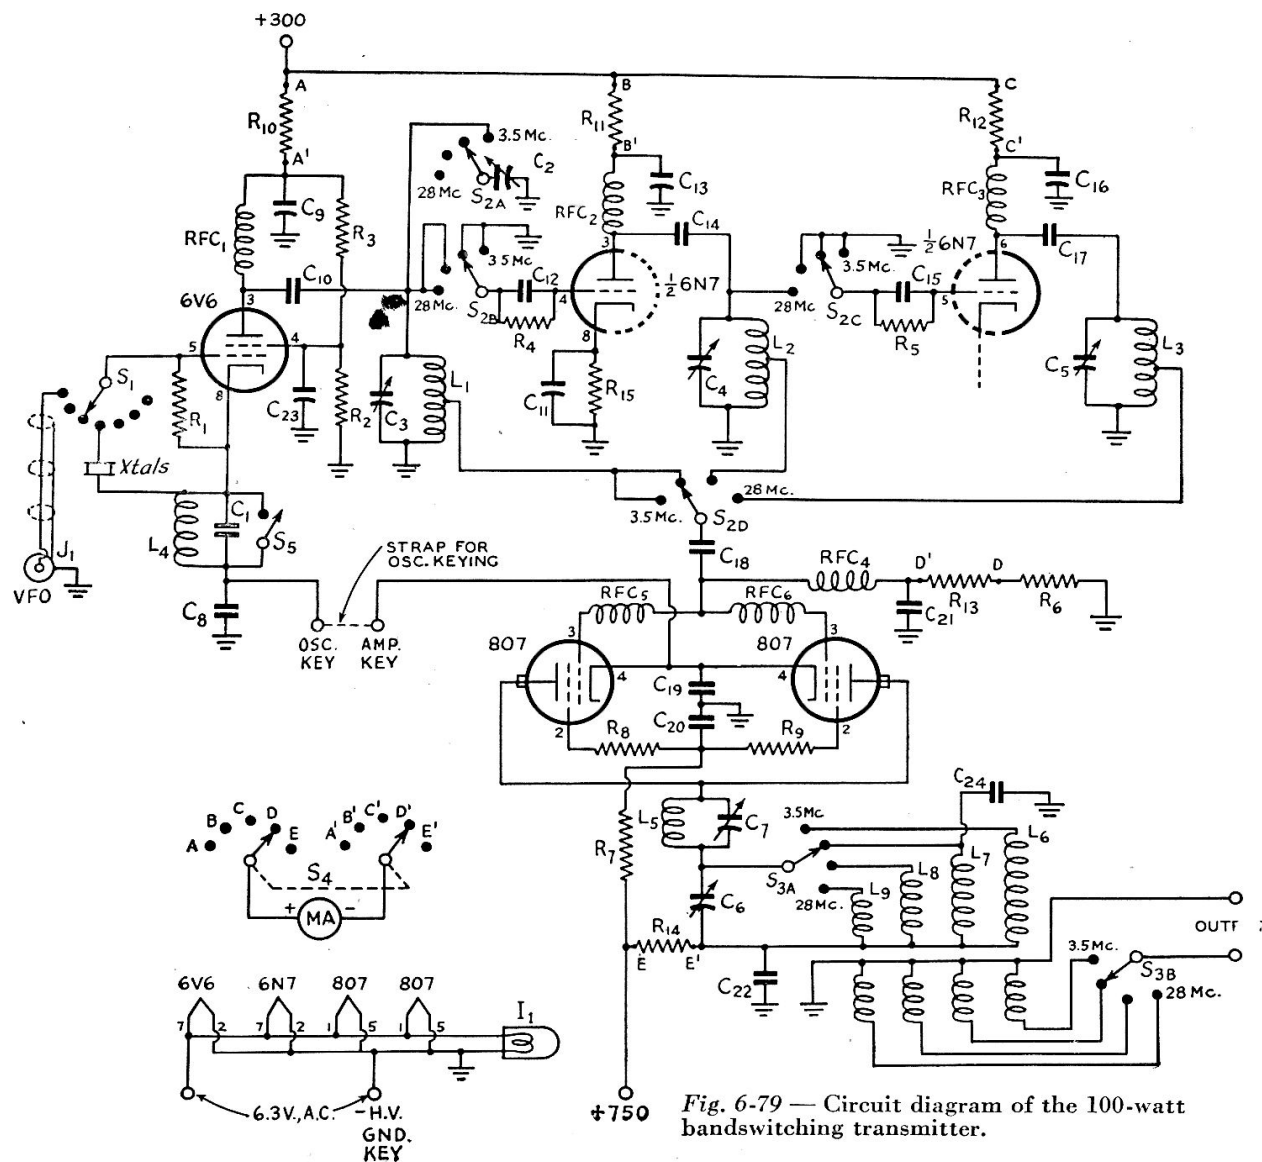 +300
A
B
C
R10
R11
R12
A'
B'
C'
3.5 Mc.
C2
28 Mc
S2A
C13
C16
RFC1
C9
R3
RFC2
C14
RFC3
C17
C10
3.5 Mc
C12
½6N7
3.5 Mc.
C15
½6N7
6V6
3
28 Mc.
S2B
4
3
28 Mc.
S2C
5
6
5
4
R4
8
R5
S1
8
L1
L2
L3
R1
C23
R2
C3
C11
R15
C4
C5
Xtals
C1
L4
S5
3.5 Mc.
28 Mc.
S2D
J1
VFO
STRAP FOR
OSC. KEYING
C18
RFC4
D'
D
R13
R6
C21
C8
RFC5
RFC6
OSC.
KEY
AMP.
KEY
807
3
807
3
4
C19
4
C20
2
R8
R9
2
C24
L5
C7
3.5 Mc
L6
R7
L7
L8
S3A
L9
28 Mc.
C6
A
B
C
D
E
A'
B'
C'
D'
E'
S4
+
MA
-
R14
E
E'
C22
OUTP
3.5 Mc.
S3B
28 Mc.
6V6
6N7
807
807
I1
7
2
7
2
1
5
1
5
6.3V., A.C.
-H.V.
GND.
KEY
+750
Fig. 6-79 — Circuit diagram of the 100-watt
bandswitching transmitter.